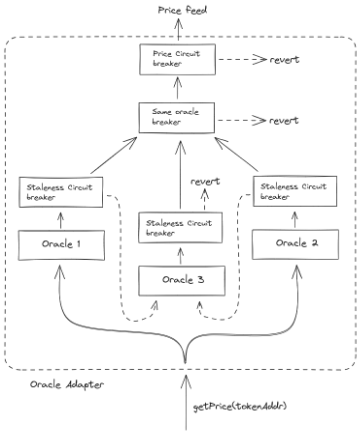 Price feed
Price Circuit
breaker
revert
Same oracle
breaker
revert
Staleness Circuit
breaker
revert
Staleness Circuit
breaker
Staleness Circuit
breaker
Oracle 1
Oracle 2
Oracle 3
Oracle Adapter
getPrice(tokenAddr)